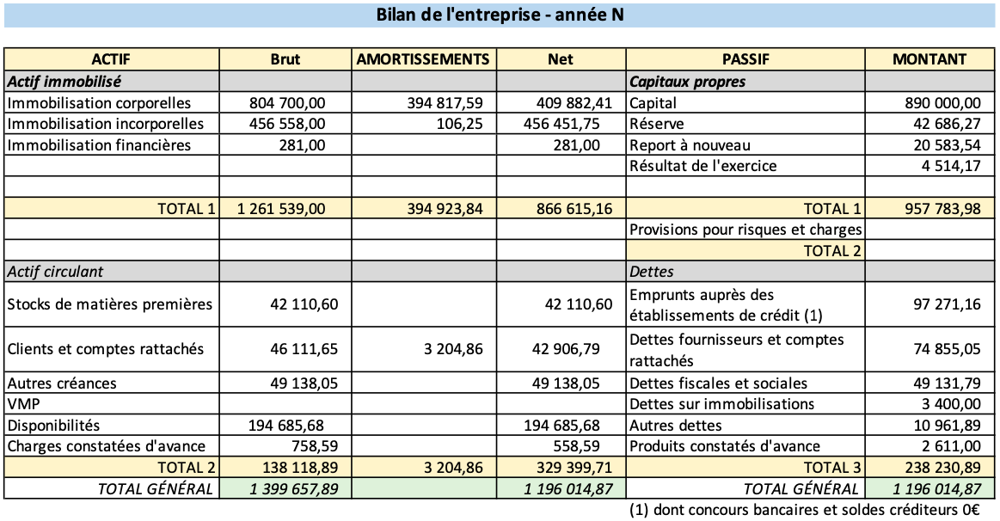 Bilan de l'entreprise - année N
ACTIF Brut AMORTISSEMENTS Net PASSIF MONTANT
Actif immobilisé Capitaux propres
Immobilisation corporelles 804 700,00 394 817,59 409 882,41 Capital 890 000,00
Immobilisation incorporelles 456 558,00 106,25 456 451,75 Réserve 42 686,27
Immobilisation financières 281,00 281,00 Report à nouveau 20 583,54
Résultat de l'exercice 4 514,17
TOTAL 1 1 261 539,00 394 923,84 866 615,16 TOTAL 1 957 783,98
Provisions pour risques et charges
TOTAL 2
Actif circulant Dettes
Stocks de matières premières 42 110,60 42 110,60 Emprunts auprès des
établissements de crédit (1) 97 271,16
Clients et comptes rattachés 46 111,65 3 204,86 42 906,79 Dettes fournisseurs et comptes
rattachés 74 855,05
Autres créances 49 138,05 49 138,05 Dettes fiscales et sociales 49 131,79
VMP Dettes sur immobilisations 3 400,00
Disponibilités 194 685,68 194 685,68 Autres dettes 10 961,89
Charges constatées d'avance 758,59 558,59 Produits constatés d'avance 2 611,00
TOTAL 2 138 118,89 3 204,86 329 399,71 TOTAL 3 238 230,89
TOTAL GÉNÉRAL 1 399 657,89 1 196 014,87 TOTAL GÉNÉRAL 1 196 014,87
(1) dont concours bancaires et soldes créditeurs 0€